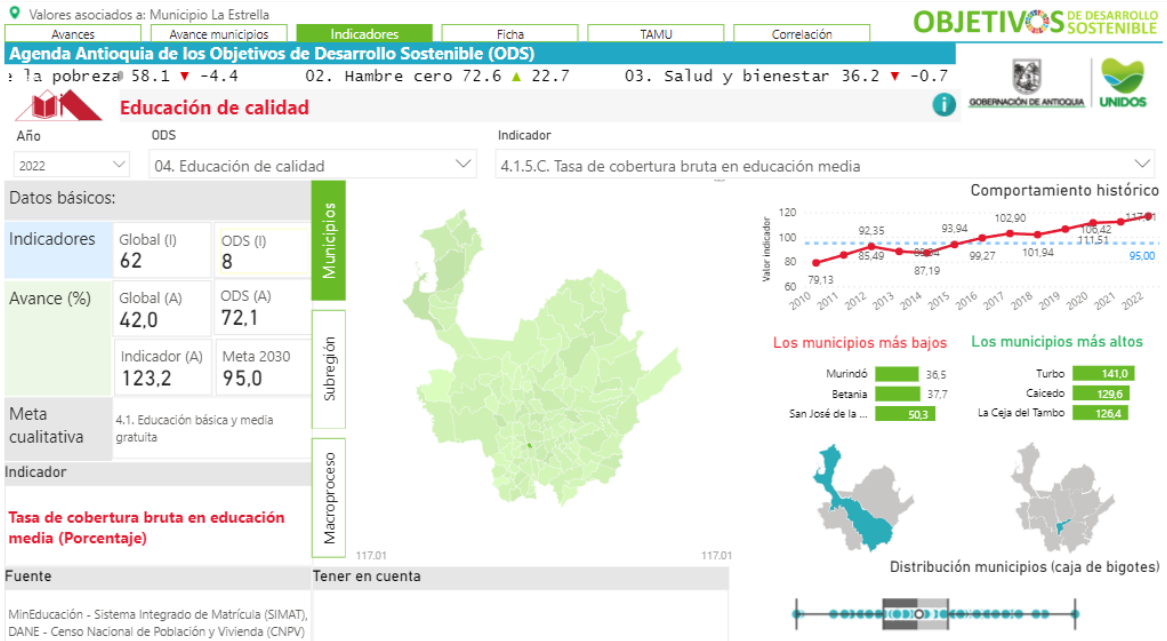 Valores asociados a: Municipio La Estrella
Avances
Avance municipios
Indicadores
Ficha
TAMU
Correlación
OBJETIVOS DE DESARROLLO
SOSTENIBLE
Agenda Antioquia de los Objetivos de Desarrollo Sostenible (ODS)
la pobreza 58.1 ▼ -4.4 02. Hambre cero 72.6 ▲ 22.7 03. Salud y bienestar 36.2 ▼ -0.7
GOBERNACIÓN DE ANTIOQUIA
UNIDOS
Educación de calidad
i
Año
ODS
Indicador
2022
04. Educación de calidad
4.1.5.C. Tasa de cobertura bruta en educación media
Datos básicos:
Indicadores
Global (I)
62
ODS (I)
8
Avance (%)
Global (A)
42,0
ODS (A)
72,1
Indicador (A)
123,2
Meta 2030
95,0
Meta
cualitativa
4.1. Educación básica y media
gratuita
Indicador
Tasa de cobertura bruta en educación
media (Porcentaje)
Fuente
MinEducación - Sistema Integrado de Matrícula (SIMAT),
DANE - Censo Nacional de Población y Vivienda (CNPV)
Municipios
Subregión
Macroproceso
117.01
117.01
Tener en cuenta
Comportamiento histórico
Valor indicador
120
100
80
60
79,13
85,49
92,35
87,19
93,94
99,27
102,90
101,94
106,42
111,51
95,00
2010
2011
2012
2013
2014
2015
2016
2017
2018
2019
2020
2021
2022
Los municipios más bajos
Murindó 36,5
Betania 37,7
San José de la ... 50,3
Los municipios más altos
Turbo 141,0
Caicedo 129,6
La Ceja del Tambo 126,4
Distribución municipios (caja de bigotes)